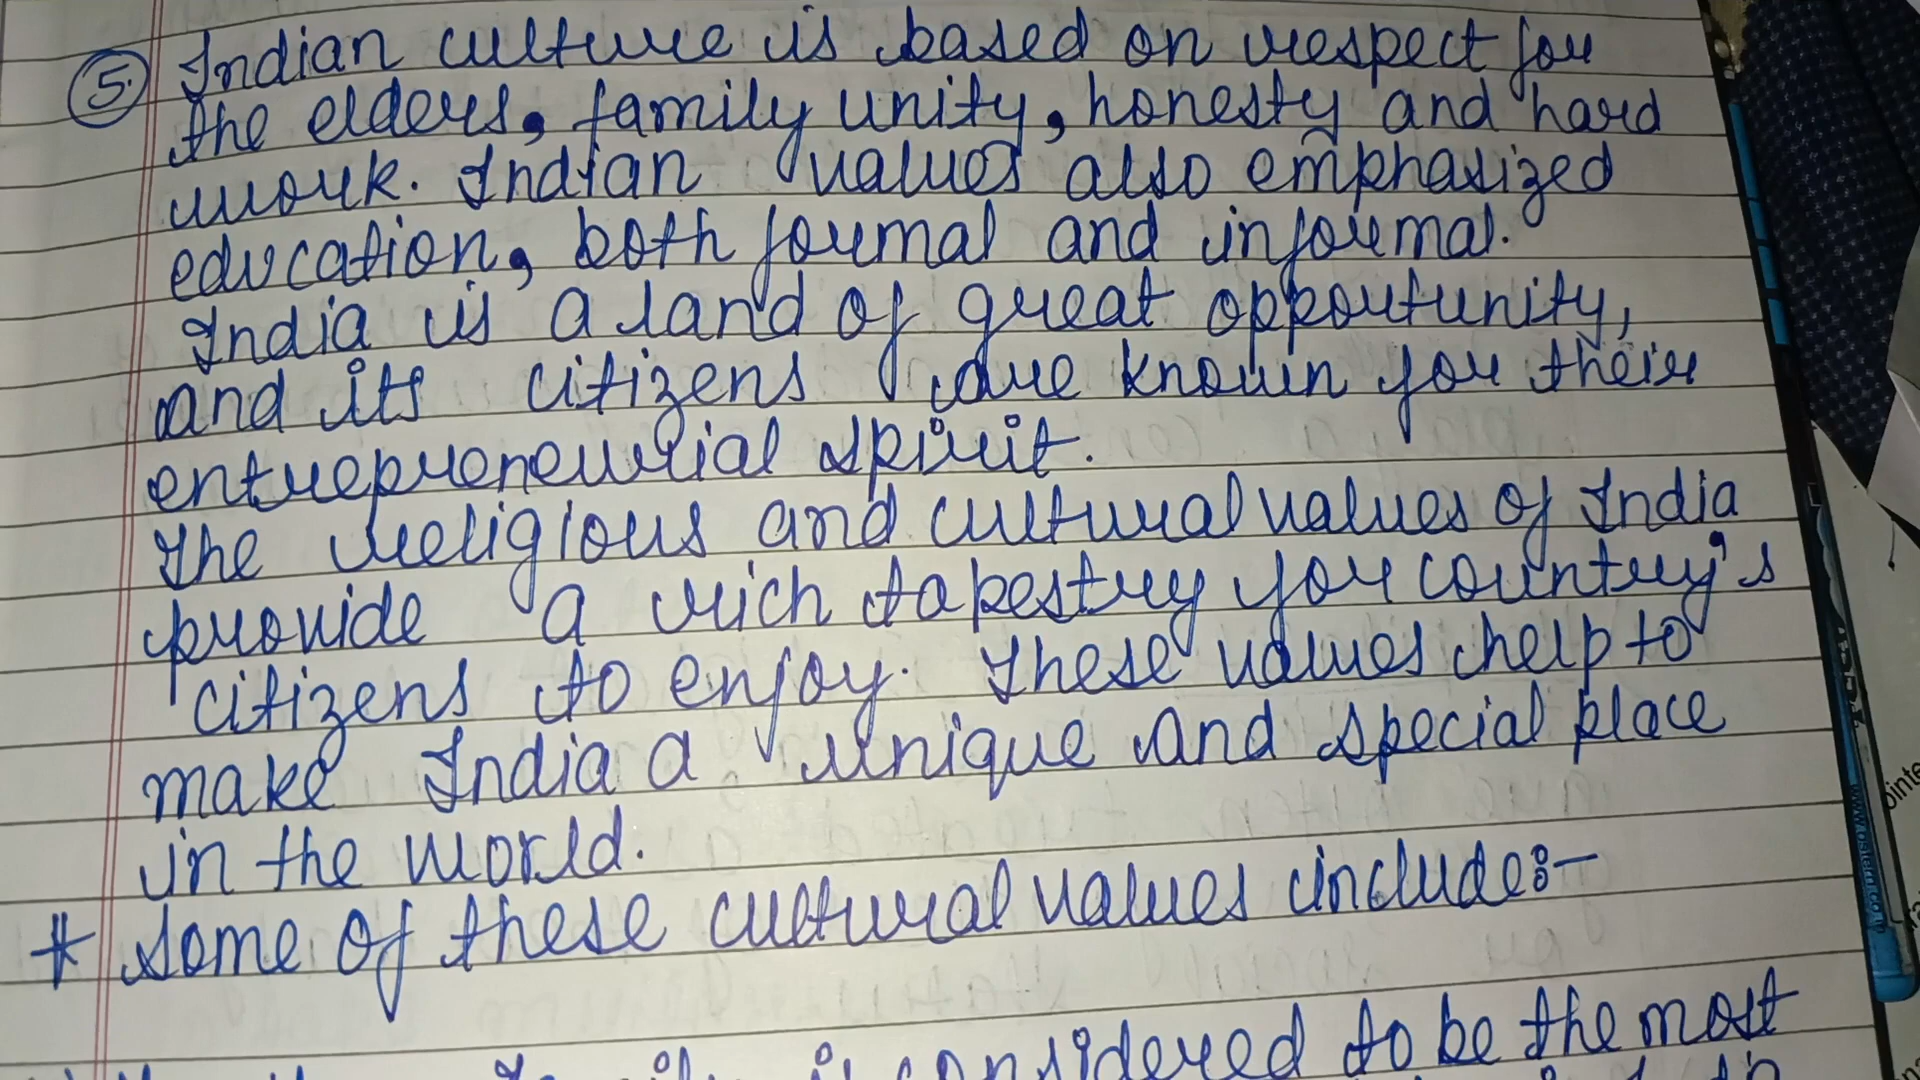 5. Indian culture is based on respect for
the elders, family unity, honesty and hard
work. Indian values also emphasized
education, both formal and informal.
India is a land of great opportunity,
and its citizens are known for their
entrepreneurial spirit.
The religious and cultural values of India
provide a rich tapestry for country's
citizens to enjoy. These values help to
make India a unique and special place
in the world.
* Some of these cultural values include:-
is considered to be the most